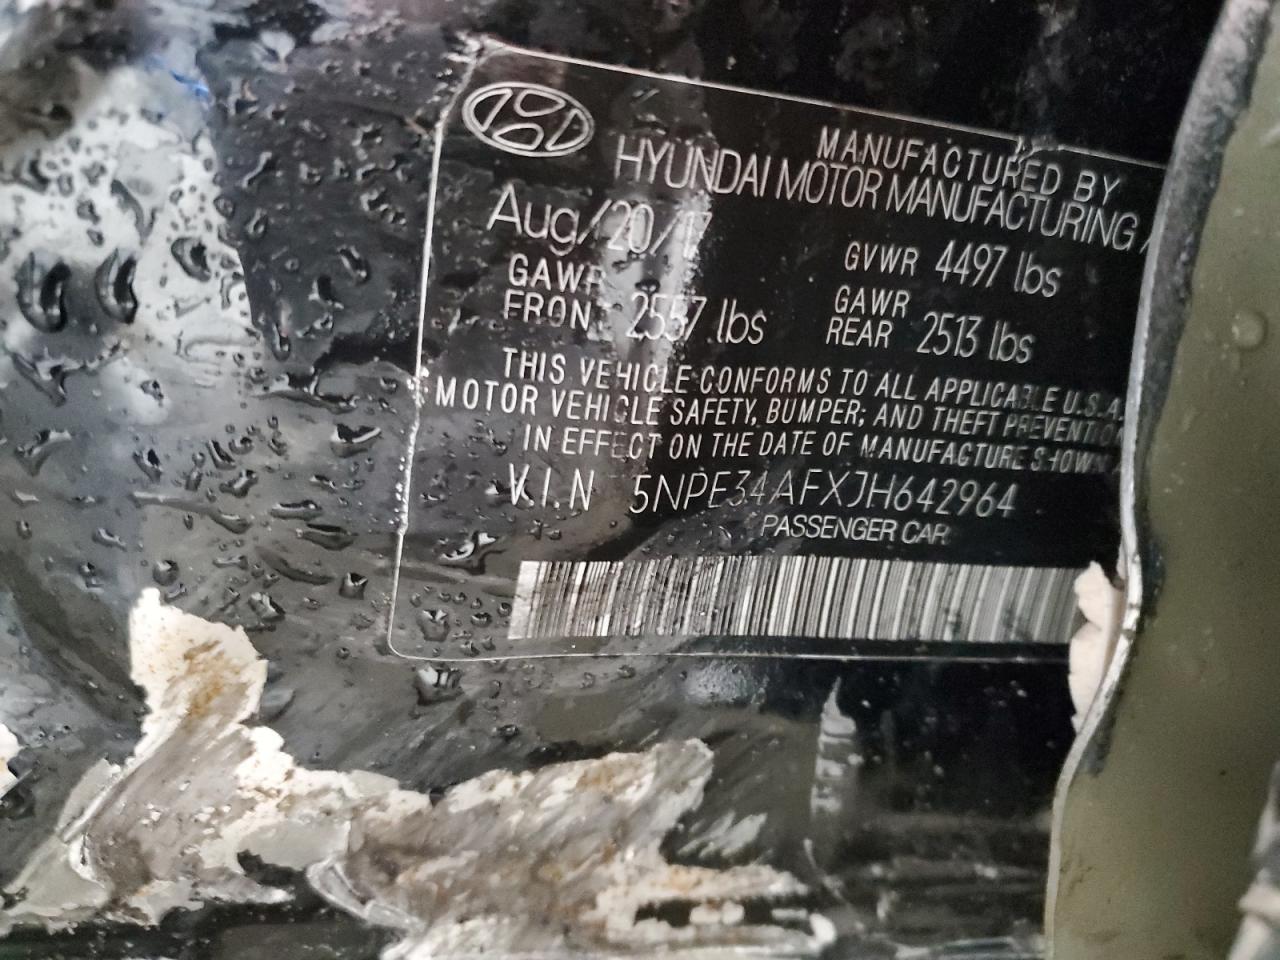 MANUFACTURED BY
HYUNDAI MOTOR MANUFACTURING
Aug/20/17 GVWR 4497 lbs
GAWR FRONT 2557 lbs GAWR REAR 2513 lbs
THIS VEHICLE CONFORMS TO ALL APPLICABLE U.S.A.
MOTOR VEHICLE SAFETY, BUMPER; AND THEFT PREVENTION
IN EFFECT ON THE DATE OF MANUFACTURE SHOWN
V.I.N 5NPE34AFXJH642964
PASSENGER CAR